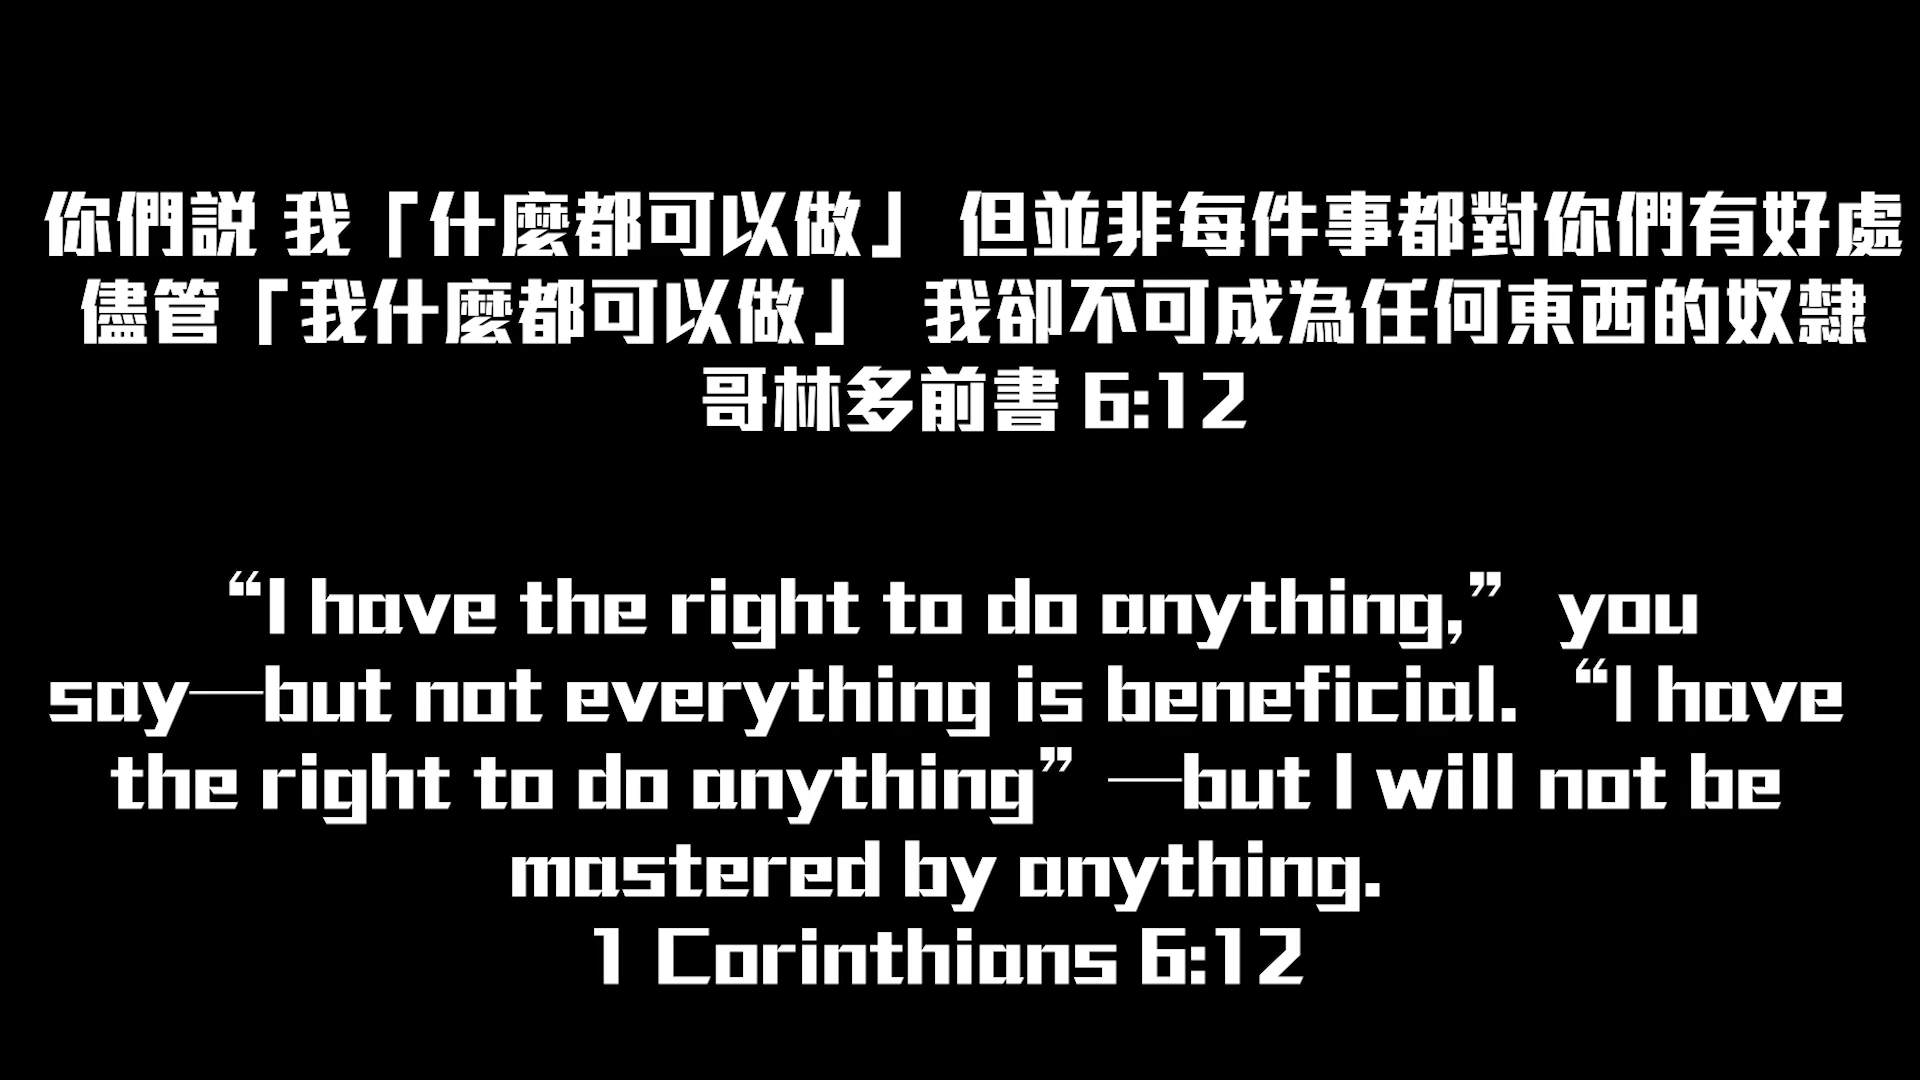 你們説 我「什麼都可以做」 但並非每件事都對你們有好處
儘管「我什麼都可以做」 我卻不可成為任何東西的奴隸
哥林多前書 6:12
“I have the right to do anything,” you
say—but not everything is beneficial. “I have
the right to do anything”—but I will not be
mastered by anything.
1 Corinthians 6:12